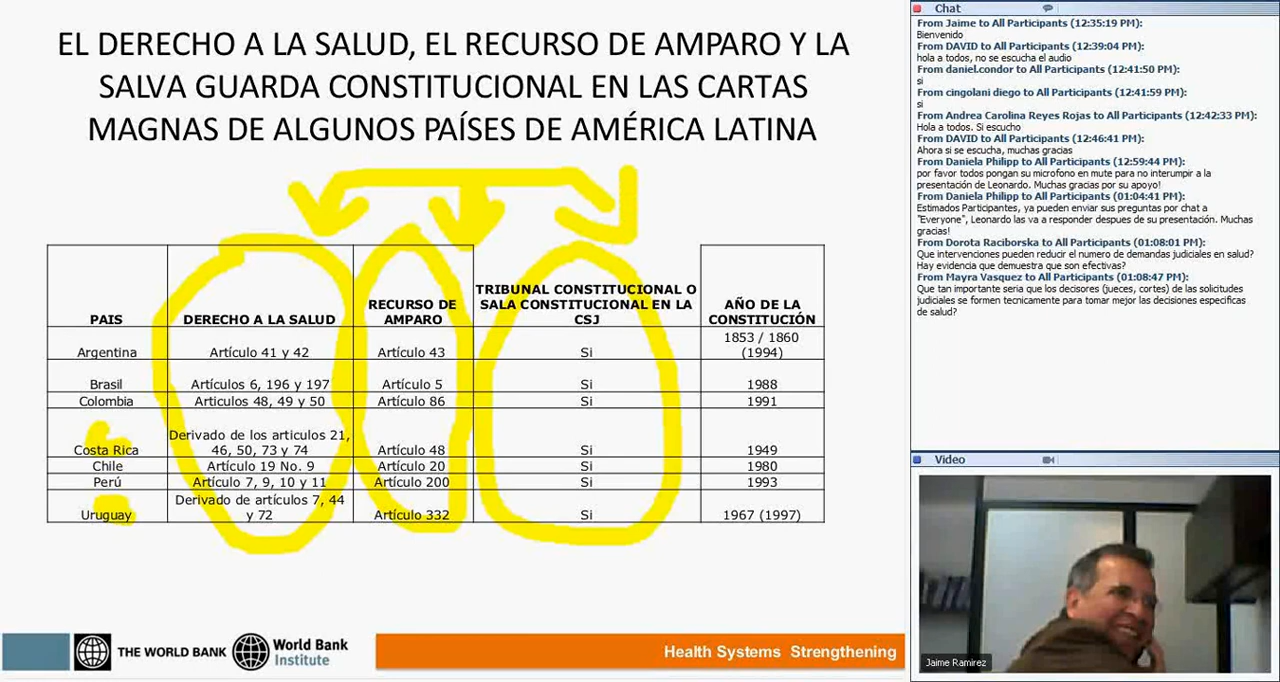 EL DERECHO A LA SALUD, EL RECURSO DE AMPARO Y LA
SALVA GUARDA CONSTITUCIONAL EN LAS CARTAS
MAGNAS DE ALGUNOS PAÍSES DE AMÉRICA LATINA
PAIS DERECHO A LA SALUD RECURSO DE AMPARO TRIBUNAL CONSTITUCIONAL O SALA CONSTITUCIONAL EN LA CSJ AÑO DE LA CONSTITUCIÓN
Argentina Artículo 41 y 42 Artículo 43 Si 1853 / 1860 (1994)
Brasil Artículos 6, 196 y 197 Artículo 5 Si 1988
Colombia Articulos 48, 49 y 50 Artículo 86 Si 1991
Costa Rica Derivado de los articulos 21, 46, 50, 73 y 74 Artículo 48 Si 1949
Chile Artículo 19 No. 9 Artículo 20 Si 1980
Perú Artículo 7, 9, 10 y 11 Artículo 200 Si 1993
Uruguay Derivado de artículos 7, 44 y 72 Artículo 332 Si 1967 (1997)
THE WORLD BANK
World Bank
Institute
Health Systems Strengthening
Chat
From Jaime to All Participants (12:35:19 PM):
Bienvenido
From DAVID to All Participants (12:39:04 PM):
hola a todos, no se escucha el audio
From daniel.condor to All Participants (12:41:50 PM):
si
From cingolani diego to All Participants (12:41:59 PM):
si
From Andrea Carolina Reyes Rojas to All Participants (12:42:33 PM):
Hola a todos. Si escucho
From DAVID to All Participants (12:46:41 PM):
Ahora si se escucha, muchas gracias
From Daniela Philipp to All Participants (12:59:44 PM):
por favor todos pongan su microfono en mute para no interumpir a la
presentación de Leonardo. Muchas gracias por su apoyo!
From Daniela Philipp to All Participants (01:04:41 PM):
Estimados Participantes, ya pueden enviar sus preguntas por chat a
"Everyone", Leonardo las va a responder despues de su presentación. Muchas
gracias!
From Dorota Raciborska to All Participants (01:08:01 PM):
Que intervenciones pueden reducir el numero de demandas judiciales en salud?
Hay evidencia que demuestra que son efectivas?
From Mayra Vasquez to All Participants (01:08:47 PM):
Que tan importante seria que los decisores (jueces, cortes) de las solicitudes
judiciales se formen tecnicamente para tomar mejor las decisiones especificas
de salud?
Video
Jaime Ramirez